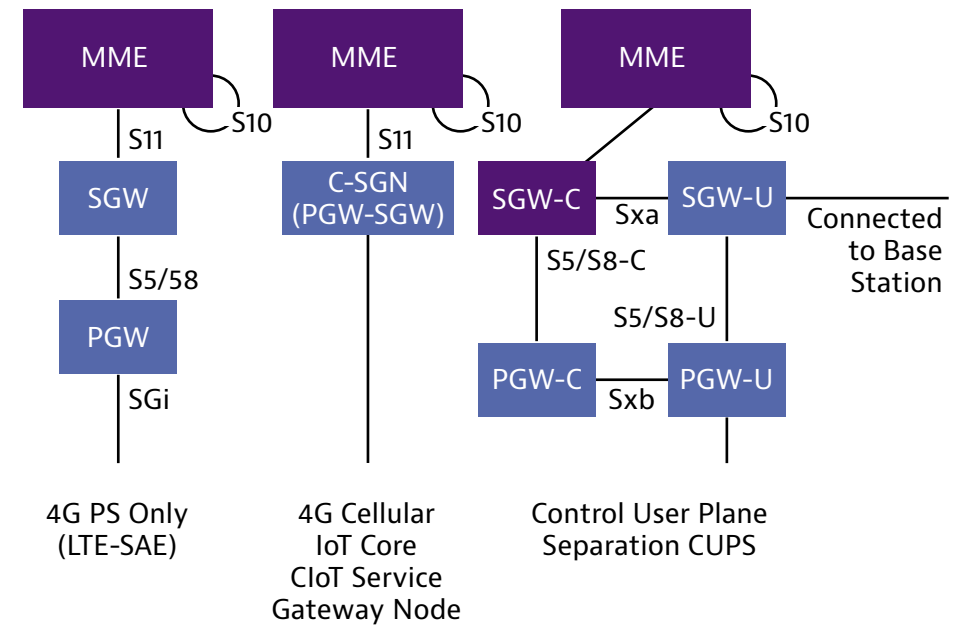 MME
S10
S11
SGW
S5/58
PGW
SGi
4G PS Only
(LTE-SAE)
MME
S10
S11
C-SGN
(PGW-SGW)
4G Cellular
IoT Core
CIoT Service
Gateway Node
MME
S10
SGW-C
Sxa
SGW-U
Connected
to Base
Station
S5/S8-C
S5/S8-U
PGW-C
Sxb
PGW-U
Control User Plane
Separation CUPS